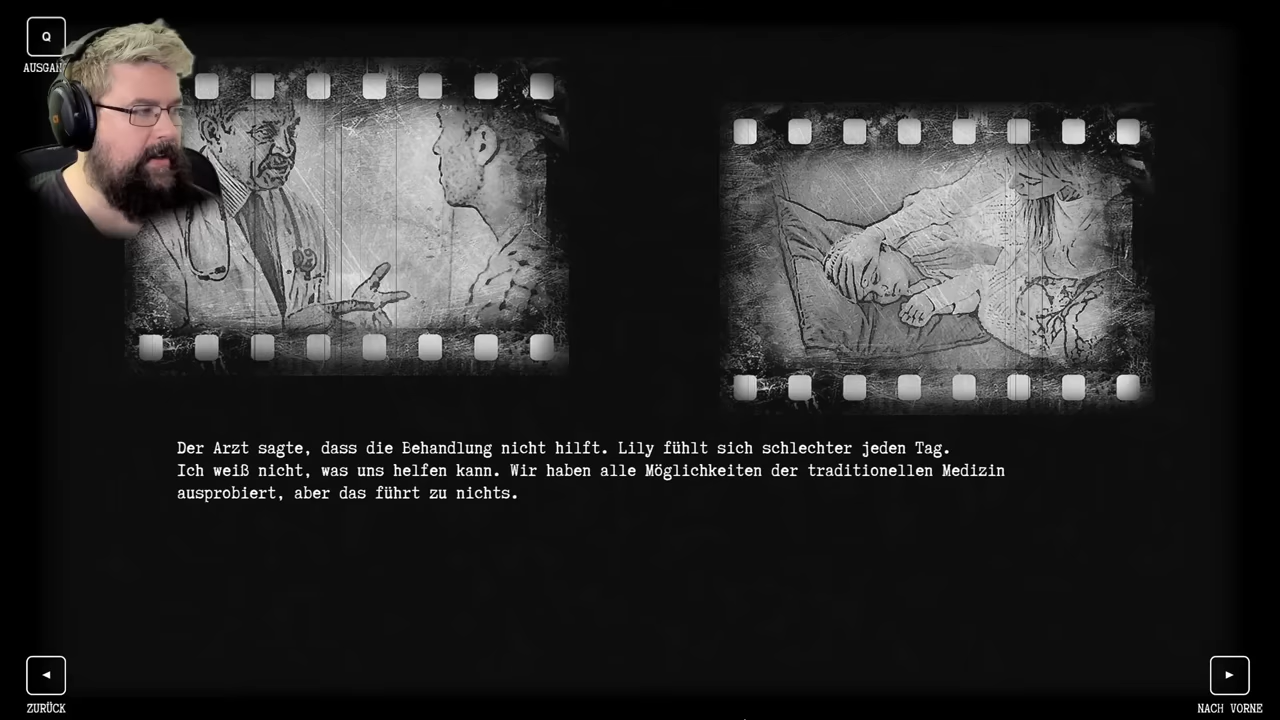 Q
AUSGAN
Der Arzt sagte, dass die Behandlung nicht hilft. Lily fühlt sich schlechter jeden Tag.
Ich weiß nicht, was uns helfen kann. Wir haben alle Möglichkeiten der traditionellen Medizin
ausprobiert, aber das führt zu nichts.
ZURÜCK
NACH VORNE